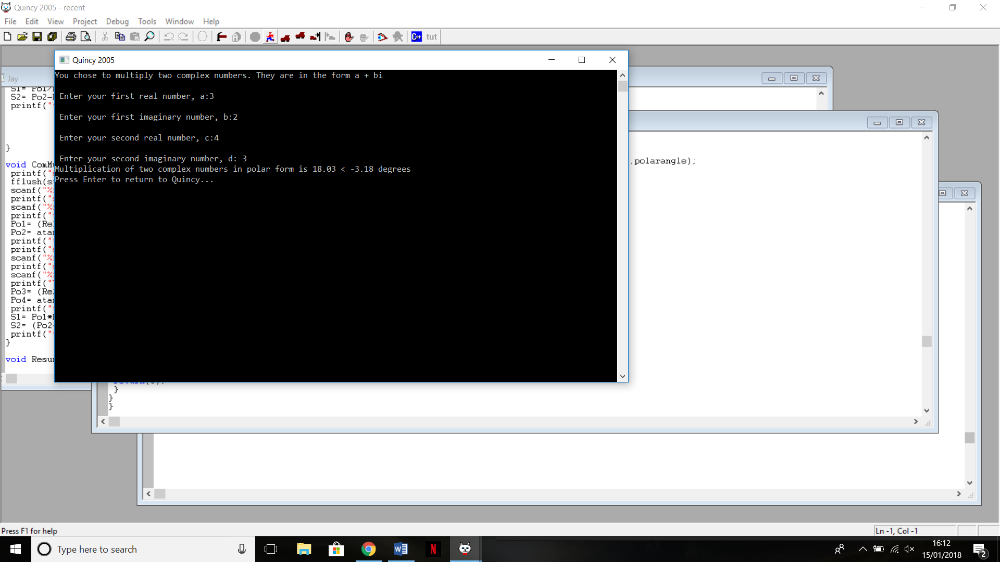 Quincy 2005 - recent
File Edit View Project Debug Tools Window Help
C++ tut
Quincy 2005
You chose to multiply two complex numbers. They are in the form a + bi
Enter your first real number, a:3
Enter your first imaginary number, b:2
Enter your second real number, c:4
Enter your second imaginary number, d:-3
Multiplication of two complex numbers in polar form is 18.03 < -3.18 degrees
Press Enter to return to Quincy...
Jay
S2= Po2-
printf("
}
void ComMu
printf("s
fflush(s
scanf("%
printf("s
scanf("%
printf("
Po1= (Re
Po2= atan
printf("
printf("s
scanf("%
printf("s
scanf("%
printf("
Po3= (Re
Po4= atan
printf("
S1= Po1*
S2= (Po2
printf("
}
void Resu
,polarangle);
}
}
}
Press F1 for help
Ln -1, Col -1
Type here to search
N
16:12
15/01/2018
2